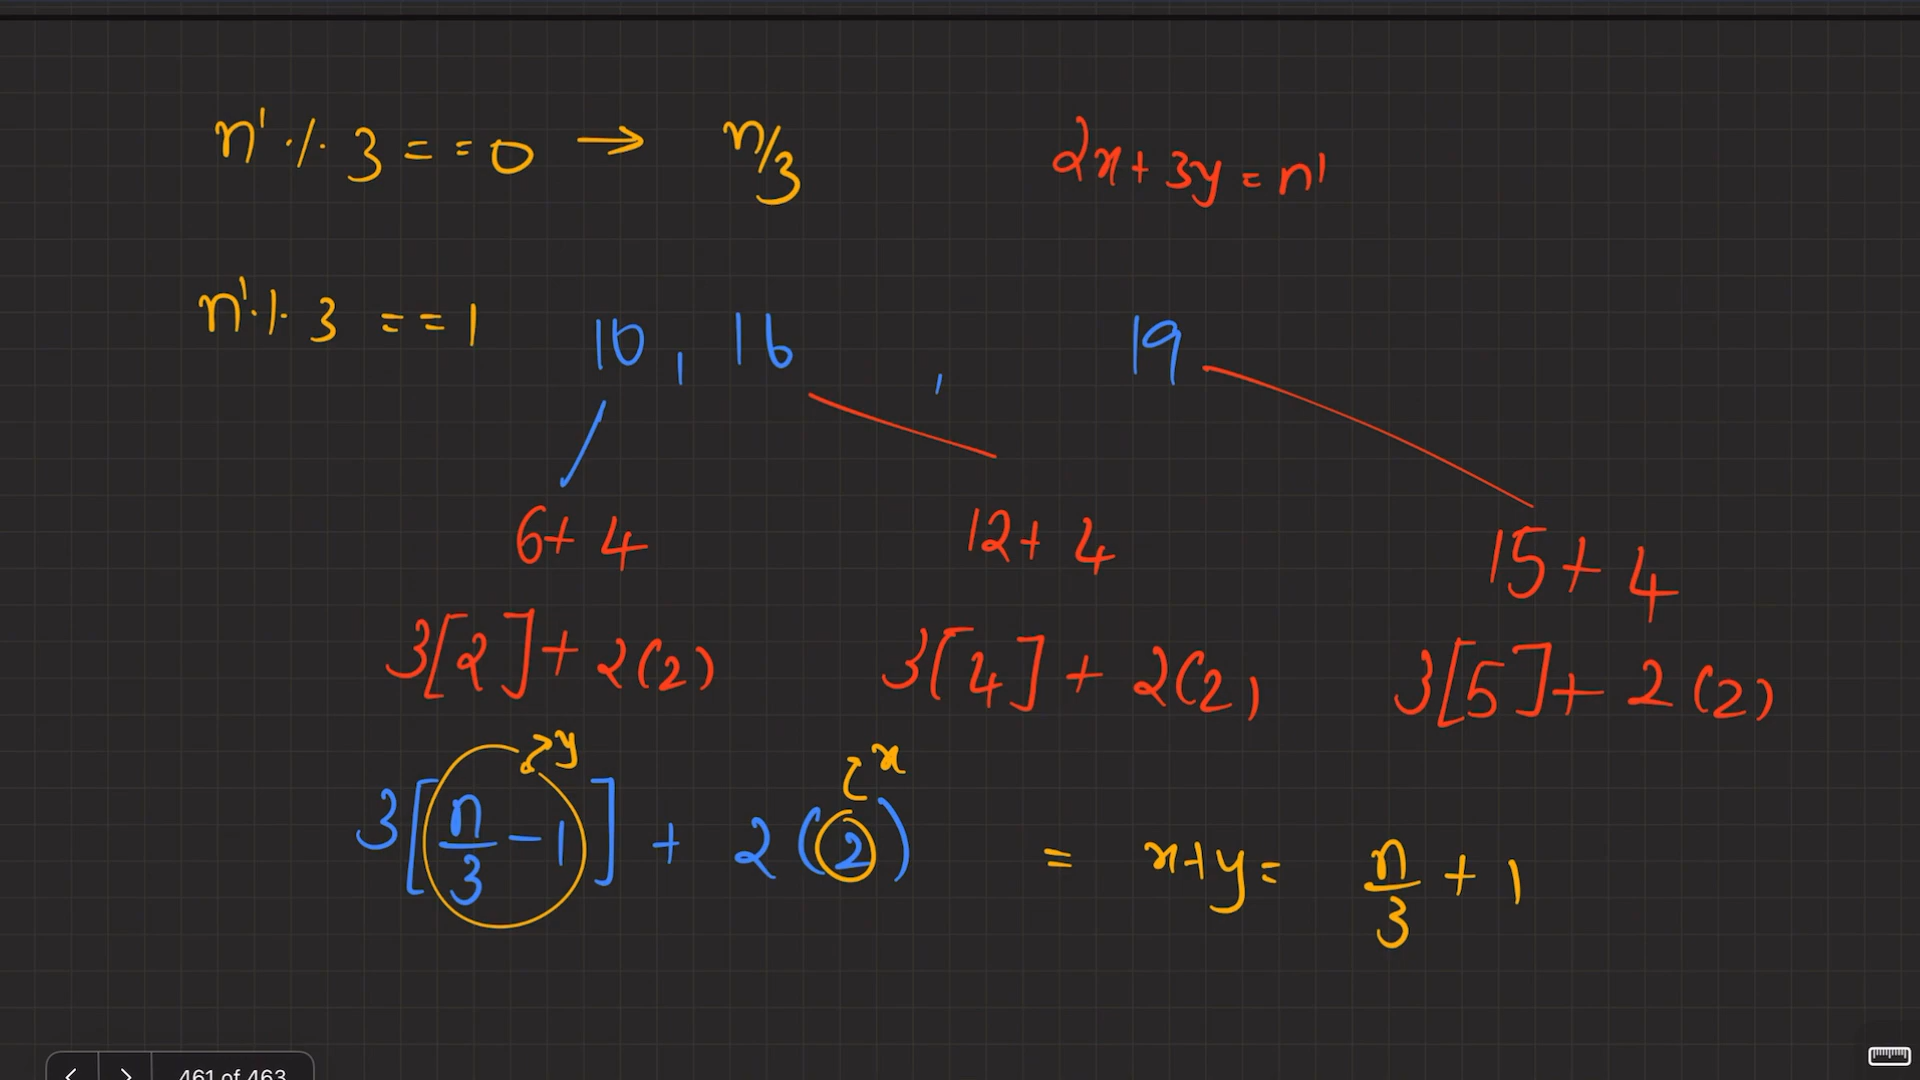 n' % 3 == 0 → n/3 2x + 3y = n'
n' % 3 == 1 10 , 16 , 19
6 + 4 12 + 4 15 + 4
3[2] + 2(2) 3[4] + 2(2) 3[5] + 2(2)
y x
3[n/3 - 1] + 2(2) = x + y = n/3 + 1
461 of 463